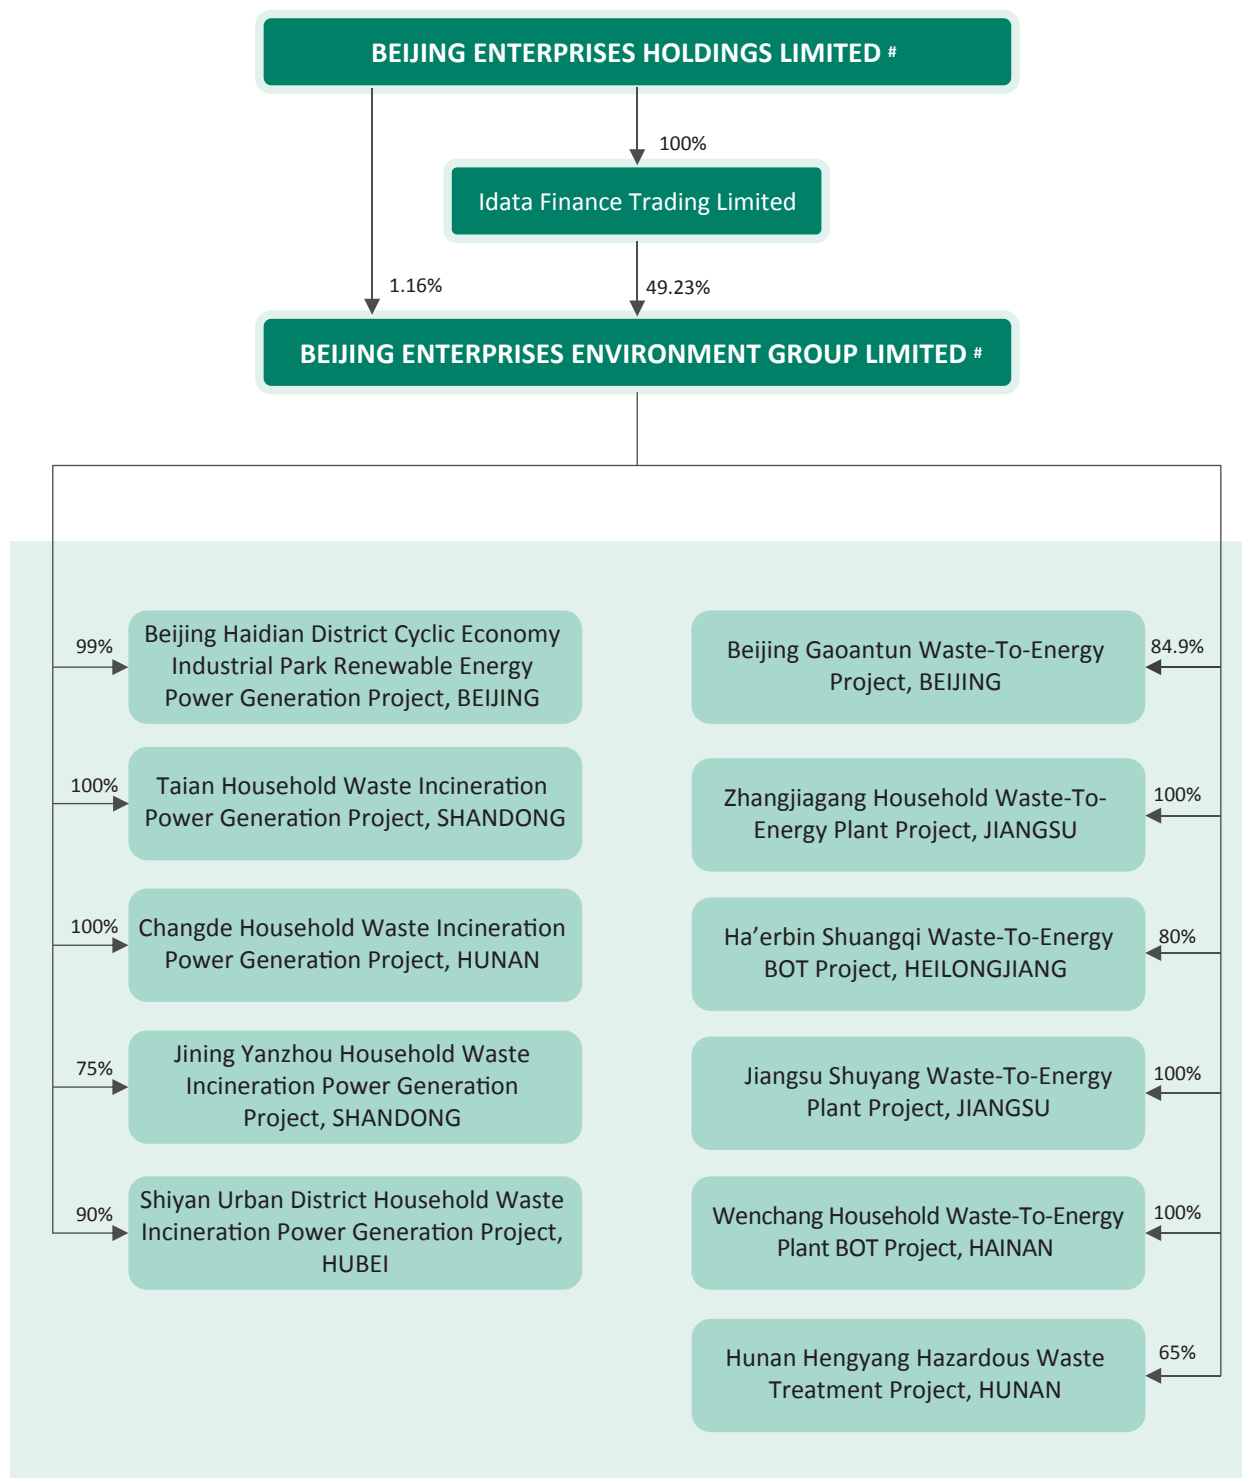 BEIJING ENTERPRISES HOLDINGS LIMITED #
100%
Idata Finance Trading Limited
1.16%
49.23%
BEIJING ENTERPRISES ENVIRONMENT GROUP LIMITED #
99%
Beijing Haidian District Cyclic Economy
Industrial Park Renewable Energy
Power Generation Project, BEIJING
100%
Taian Household Waste Incineration
Power Generation Project, SHANDONG
100%
Changde Household Waste Incineration
Power Generation Project, HUNAN
75%
Jining Yanzhou Household Waste
Incineration Power Generation
Project, SHANDONG
90%
Shiyan Urban District Household Waste
Incineration Power Generation Project,
HUBEI
Beijing Gaoantun Waste-To-Energy
Project, BEIJING
84.9%
Zhangjiagang Household Waste-To-
Energy Plant Project, JIANGSU
100%
Ha’erbin Shuangqi Waste-To-Energy
BOT Project, HEILONGJIANG
80%
Jiangsu Shuyang Waste-To-Energy
Plant Project, JIANGSU
100%
Wenchang Household Waste-To-Energy
Plant BOT Project, HAINAN
100%
Hunan Hengyang Hazardous Waste
Treatment Project, HUNAN
65%